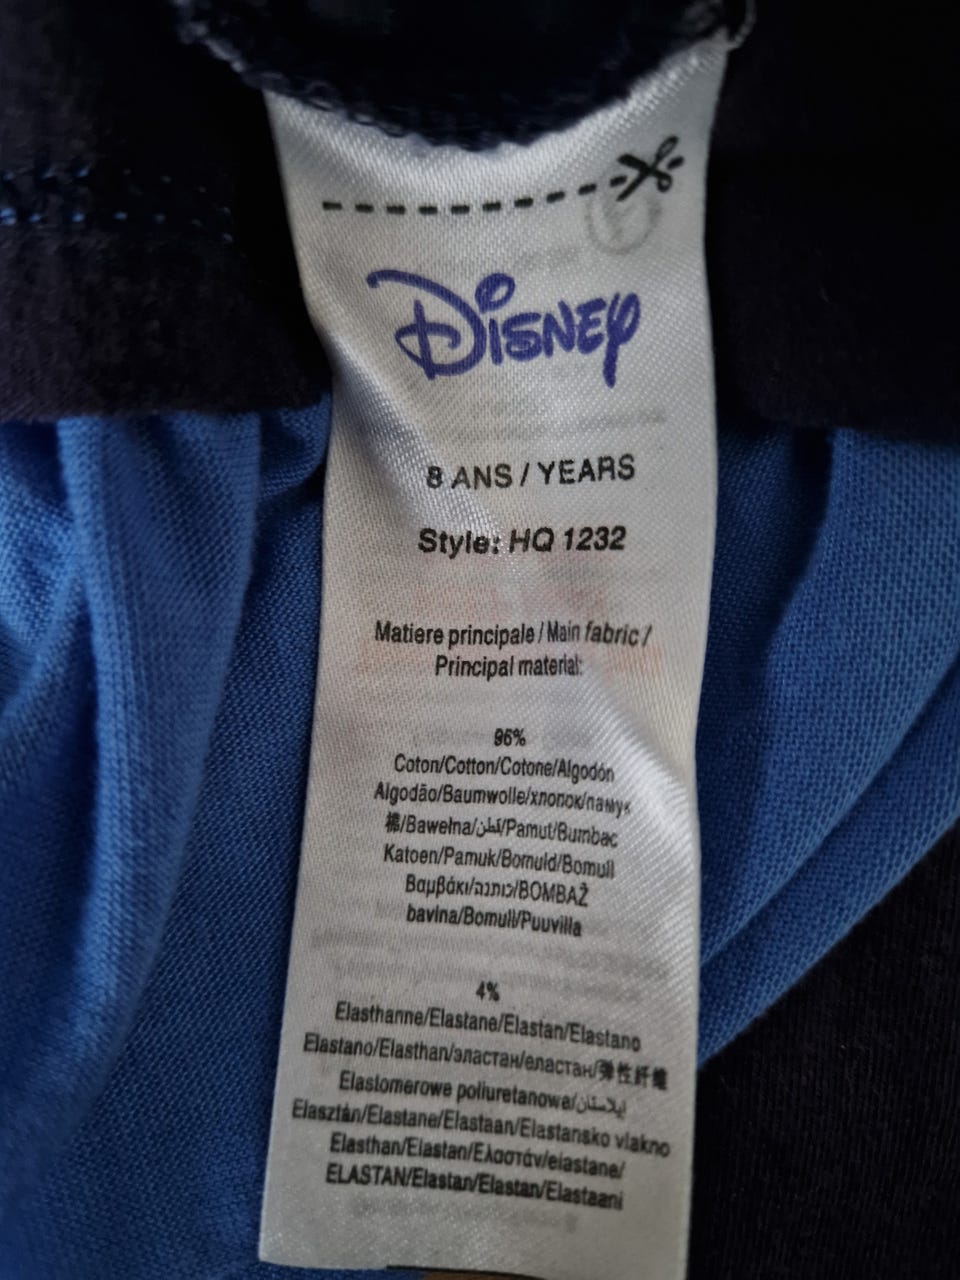 Disney
8 ANS / YEARS
Style: HQ 1232
Matiere principale / Main fabric /
Principal material:
96%
Coton/Cotton/Cotone/Algodón
Algodão/Baumwolle/хлопок/памук
棉/Bawełna/قطن/Pamut/Bumbac
Katoen/Pamuk/Bomuld/Bomull
Βαμβάκι/כותנה/BOMBAŽ
bavlna/Bomull/Puuvilla
4%
Elasthanne/Elastane/Elastan/Elastano
Elastano/Elasthan/эластан/еластан/弹性纤维
Elastomerowe poliuretanowe/إيلاستان
Elasztán/Elastane/Elastaan/Elastansko vlakno
Elasthan/Elastan/Ελαστάν/elastane/
ELASTAN/Elastan/Elastan/Elastaani